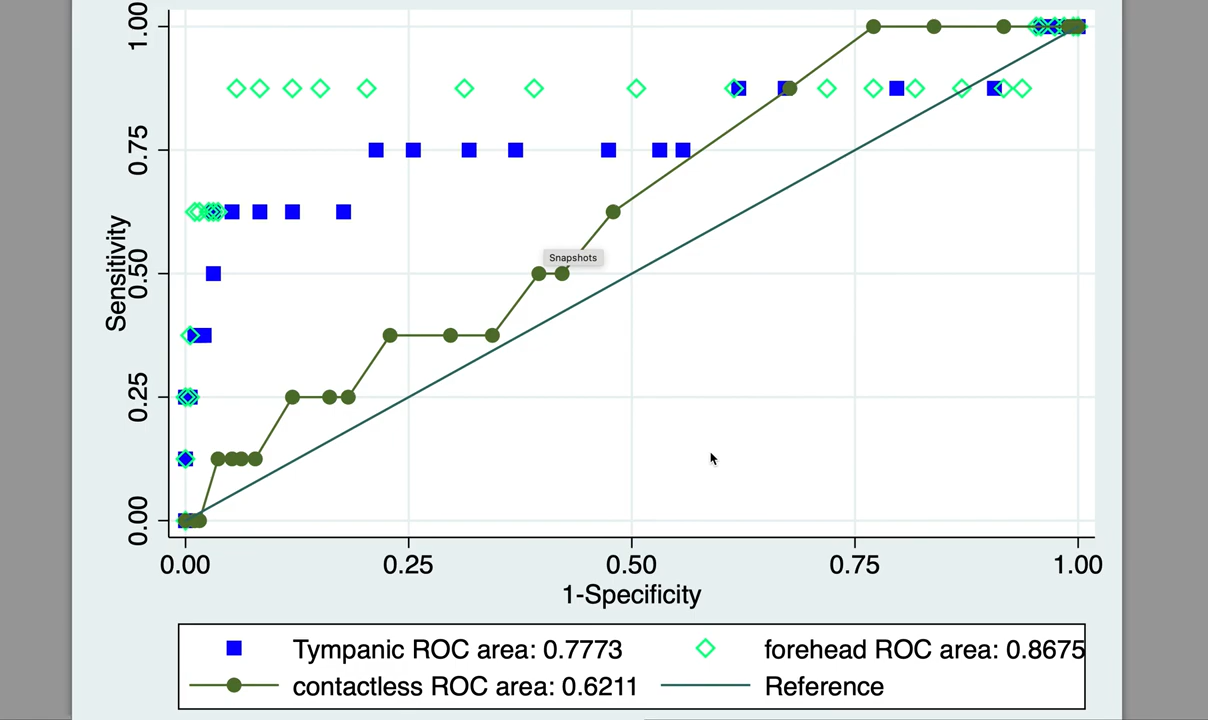 1.00
0.75
0.50
0.25
0.00
Sensitivity
Snapshots
0.00 0.25 0.50 0.75 1.00
1-Specificity
Tympanic ROC area: 0.7773 forehead ROC area: 0.8675
contactless ROC area: 0.6211 Reference